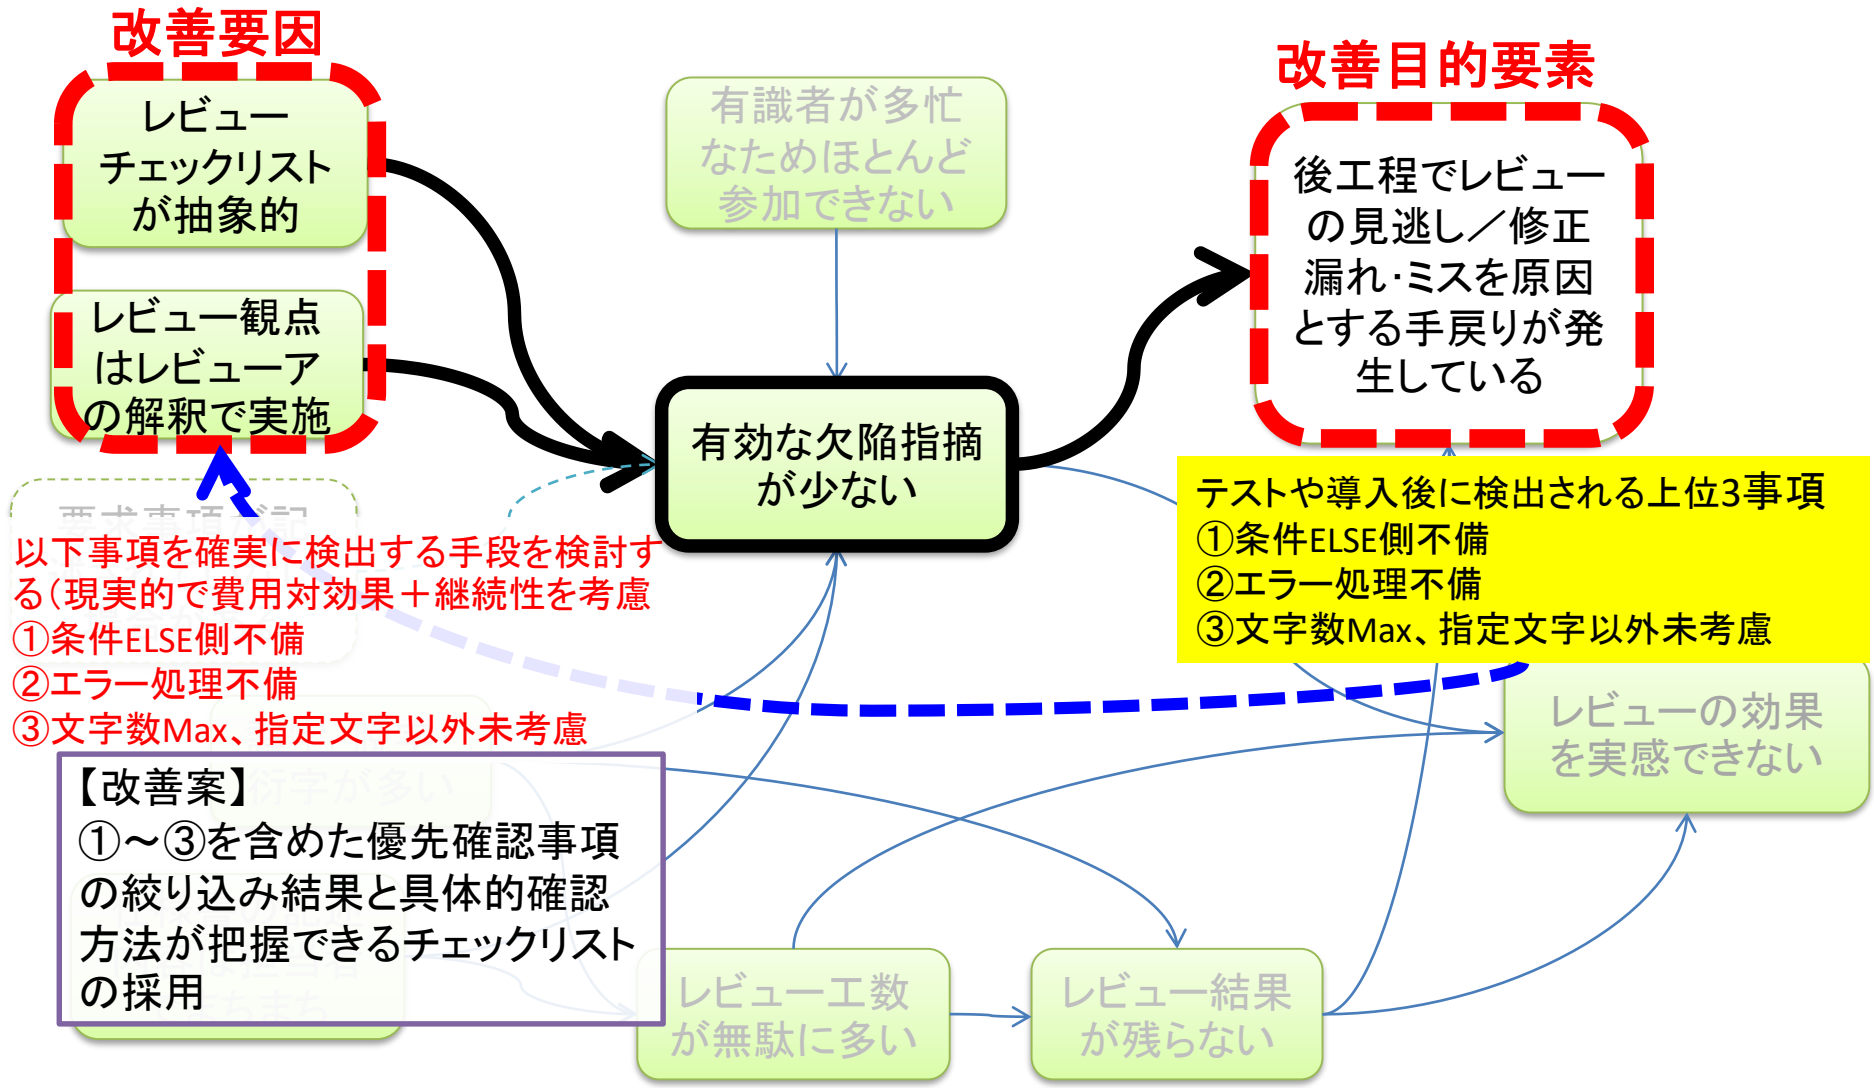 改善要因
レビュー
チェックリスト
が抽象的
レビュー観点
はレビューア
の解釈で実施
有識者が多忙
なためほとんど
参加できない
改善目的要素
後工程でレビュー
の見逃し／修正
漏れ・ミスを原因
とする手戻りが発
生している
有効な欠陥指摘
が少ない
テストや導入後に検出される上位3事項
①条件ELSE側不備
②エラー処理不備
③文字数Max、指定文字以外未考慮
要求事項が記
以下事項を確実に検出する手段を検討す
る（現実的で費用対効果＋継続性を考慮
①条件ELSE側不備
②エラー処理不備
③文字数Max、指定文字以外未考慮
衍字が多い
【改善案】
①～③を含めた優先確認事項
の絞り込み結果と具体的確認
方法が把握できるチェックリスト
の採用
レビューの効果
を実感できない
レビュー工数
が無駄に多い
レビュー結果
が残らない